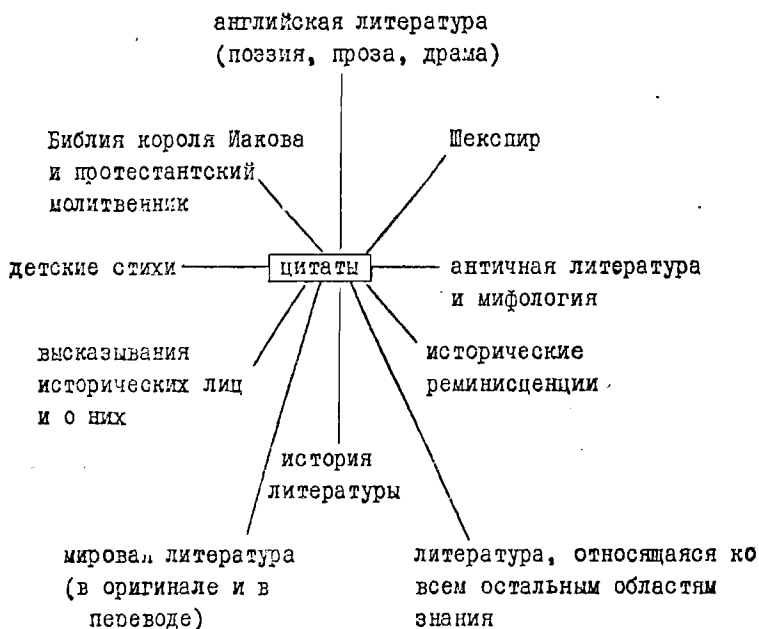 английская литература
(поэзия, проза, драма)
Библия короля Иакова
и протестантский
молитвенник
Шекспир
детские стихи
цитаты
античная литература
и мифология
высказывания
исторических лиц
и о них
исторические
реминисценции
история
литературы
мировая литература
(в оригинале и в
переводе)
литература, относящаяся ко
всем остальным областям
знания